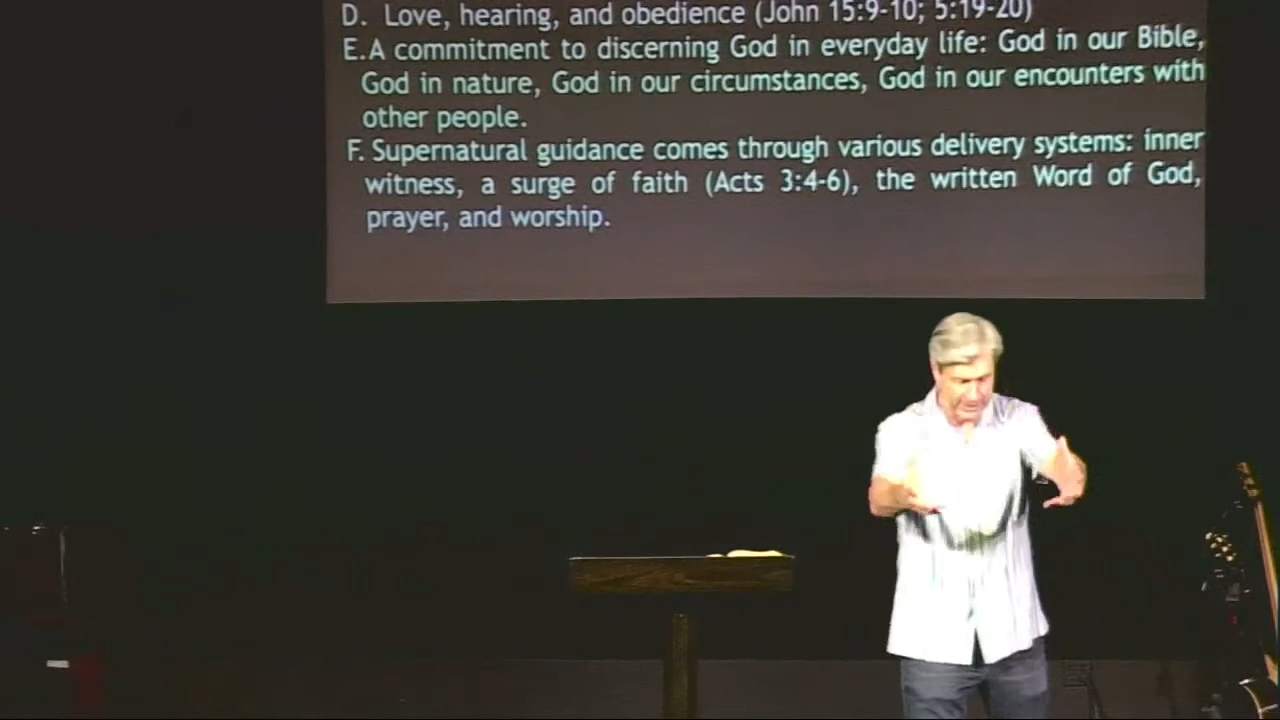 D. Love, hearing, and obedience (John 15:9-10; 5:19-20)
E.A commitment to discerning God in everyday life: God in our Bible,
God in nature, God in our circumstances, God in our encounters with
other people.
F. Supernatural guidance comes through various delivery systems: inner
witness, a surge of faith (Acts 3:4-6), the written Word of God,
prayer, and worship.